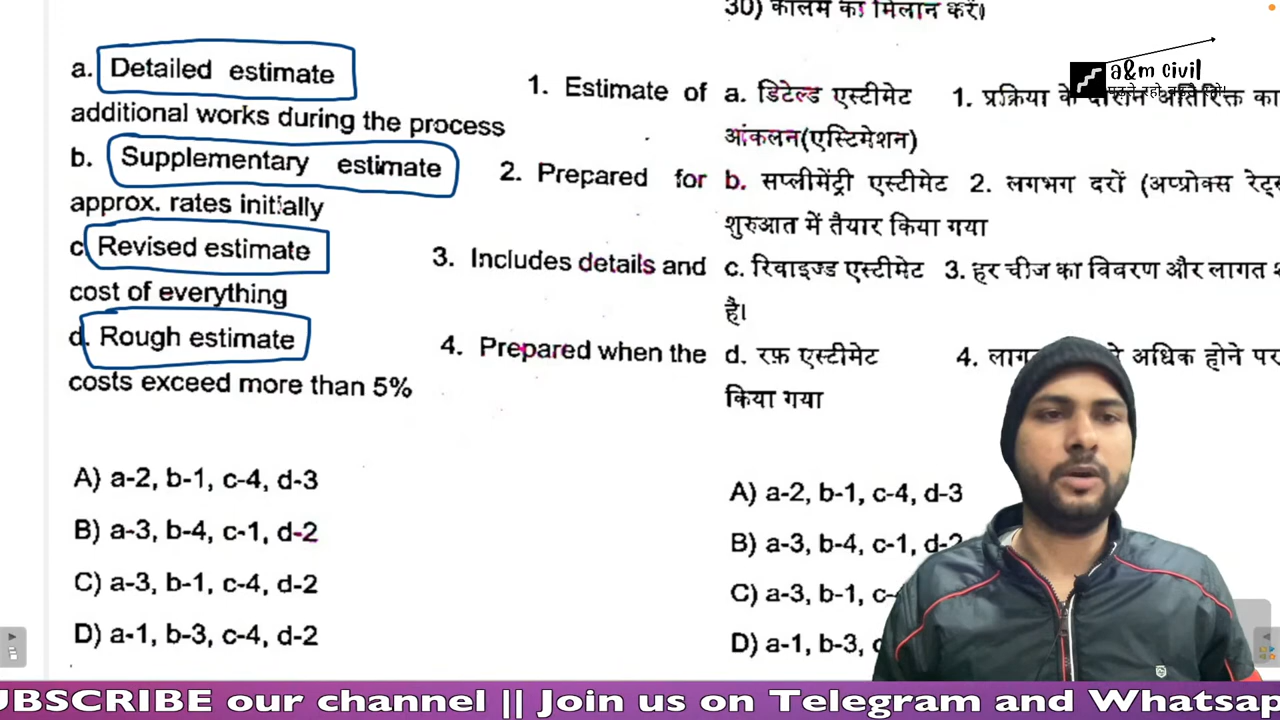 30) कॉलम का मिलान करें।
a&m civil
पढ़ते रहो बढ़ते रहो।
a. Detailed estimate 1. Estimate of
additional works during the process
b. Supplementary estimate 2. Prepared for
approx. rates initially
c. Revised estimate 3. Includes details and
cost of everything
d. Rough estimate 4. Prepared when the
costs exceed more than 5%
A) a-2, b-1, c-4, d-3
B) a-3, b-4, c-1, d-2
C) a-3, b-1, c-4, d-2
D) a-1, b-3, c-4, d-2
a. डिटेल्ड एस्टीमेट 1. प्रक्रिया के दौरान अतिरिक्त
आंकलन(एस्टिमेशन)
b. सप्लीमेंट्री एस्टीमेट 2. लगभग दरों (अप्प्रोक्स
शुरुआत में तैयार किया गया
c. रिवाइज्ड एस्टीमेट 3. हर चीज का विवरण और लागत
है।
d. रफ़ एस्टीमेट 4. अधिक होने पर
किया गया
A) a-2, b-1, c-4, d-3
B) a-3, b-4, c-1, d-2
C) a-3, b-1,
D) a-1, b-3,
SUBSCRIBE our channel || Join us on Telegram and